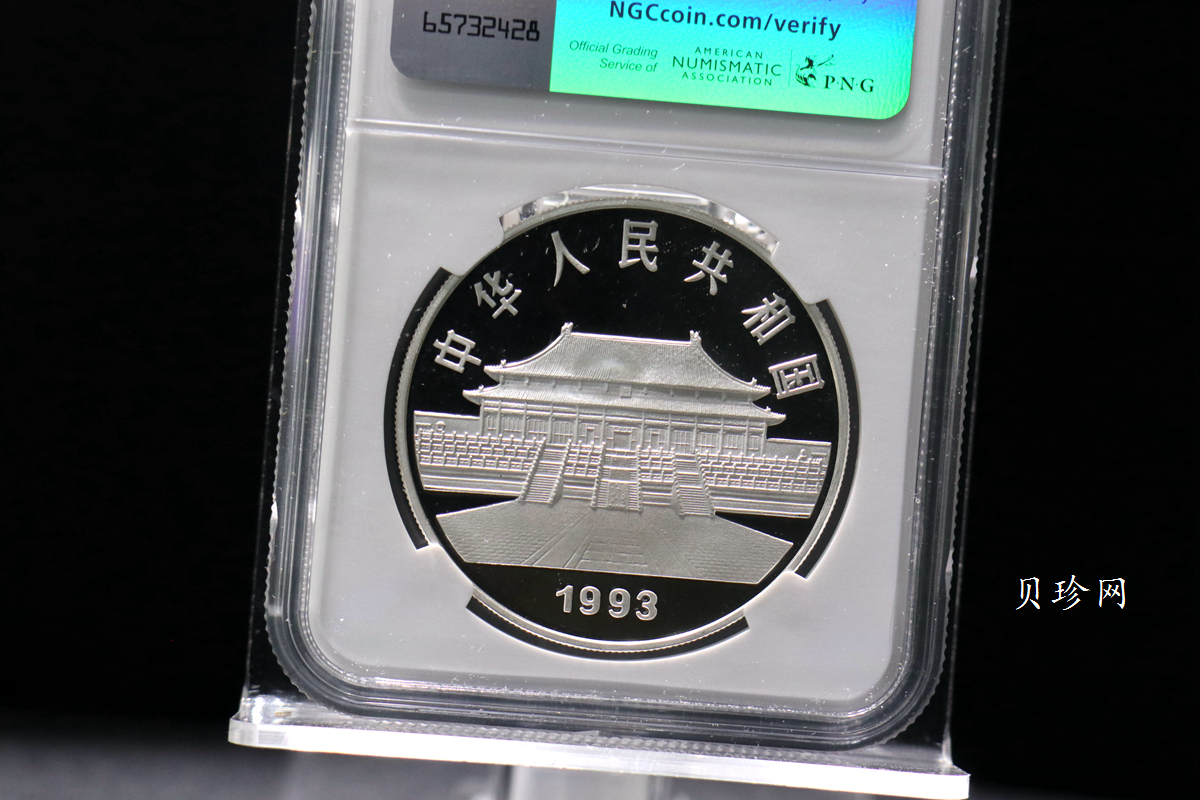 65732428
NGCcoin.com/verify
Official Grading
Service of
AMERICAN
NUMISMATIC
ASSOCIATION
P·N·G
中华人民共和国
1993
贝珍网